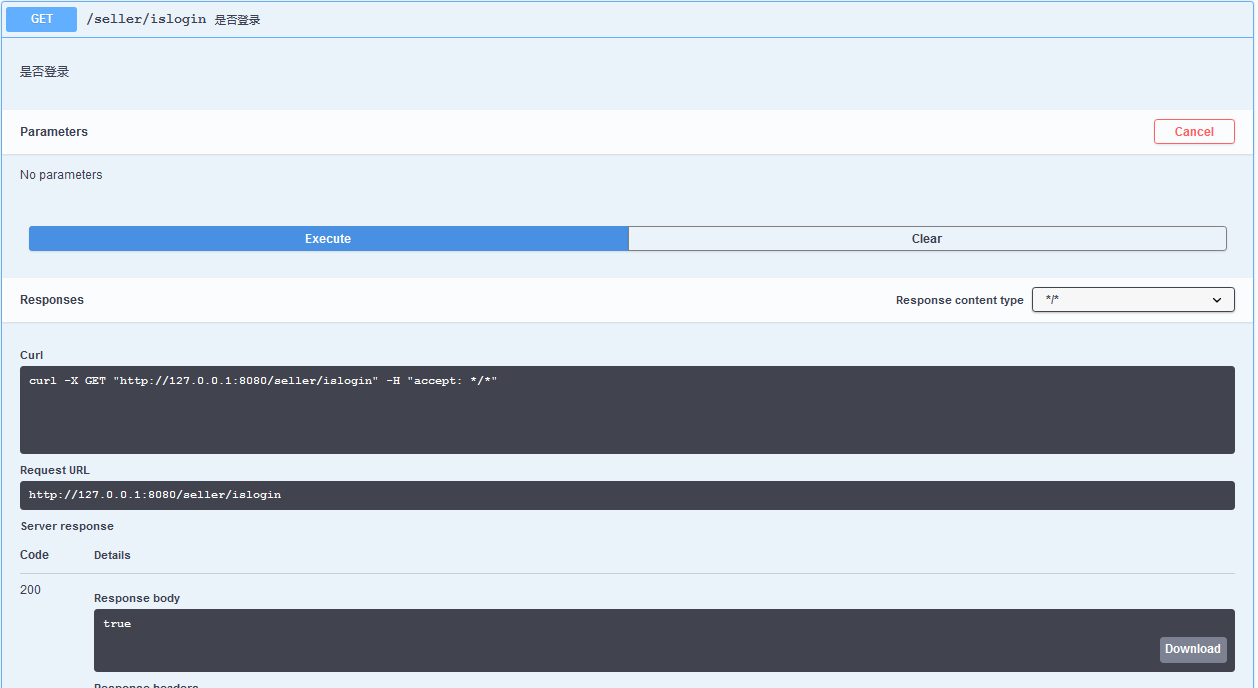 GET /seller/islogin 是否登录
是否登录
Parameters
Cancel
No parameters
Execute
Clear
Responses
Response content type */*
Curl
curl -X GET "http://127.0.0.1:8080/seller/islogin" -H "accept: */*"
Request URL
http://127.0.0.1:8080/seller/islogin
Server response
Code Details
200
Response body
true
Download
Response headers